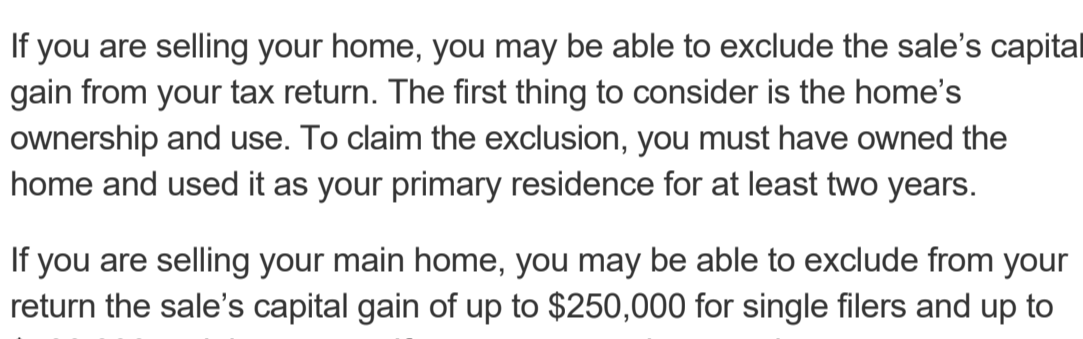 If you are selling your home, you may be able to exclude the sale’s capital
gain from your tax return. The first thing to consider is the home’s
ownership and use. To claim the exclusion, you must have owned the
home and used it as your primary residence for at least two years.
If you are selling your main home, you may be able to exclude from your
return the sale’s capital gain of up to $250,000 for single filers and up to